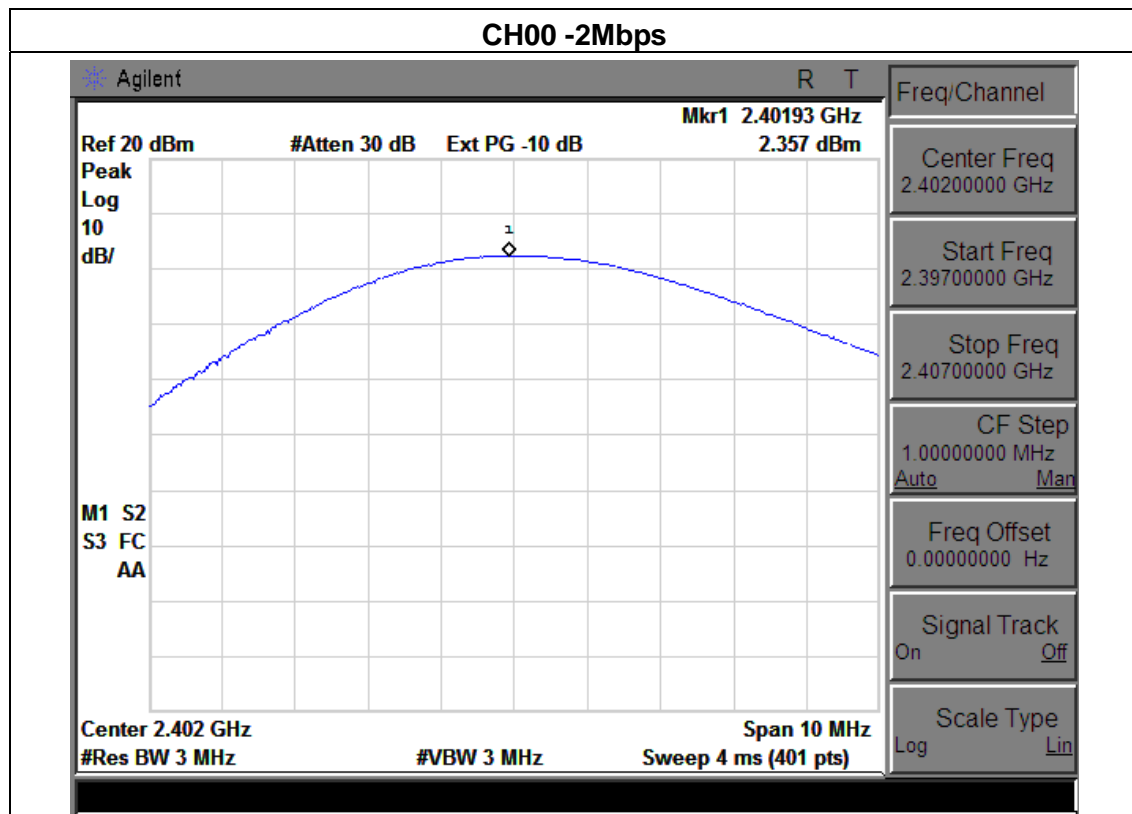 CH00 -2Mbps
Agilent R T
Mkr1 2.40193 GHz
Ref 20 dBm #Atten 30 dB Ext PG -10 dB 2.357 dBm
Peak
Log
10
dB/
1
M1 S2
S3 FC
AA
Center 2.402 GHz Span 10 MHz
#Res BW 3 MHz #VBW 3 MHz Sweep 4 ms (401 pts)
Freq/Channel
Center Freq
2.40200000 GHz
Start Freq
2.39700000 GHz
Stop Freq
2.40700000 GHz
CF Step
1.00000000 MHz
Auto Man
Freq Offset
0.00000000 Hz
Signal Track
On Off
Scale Type
Log Lin